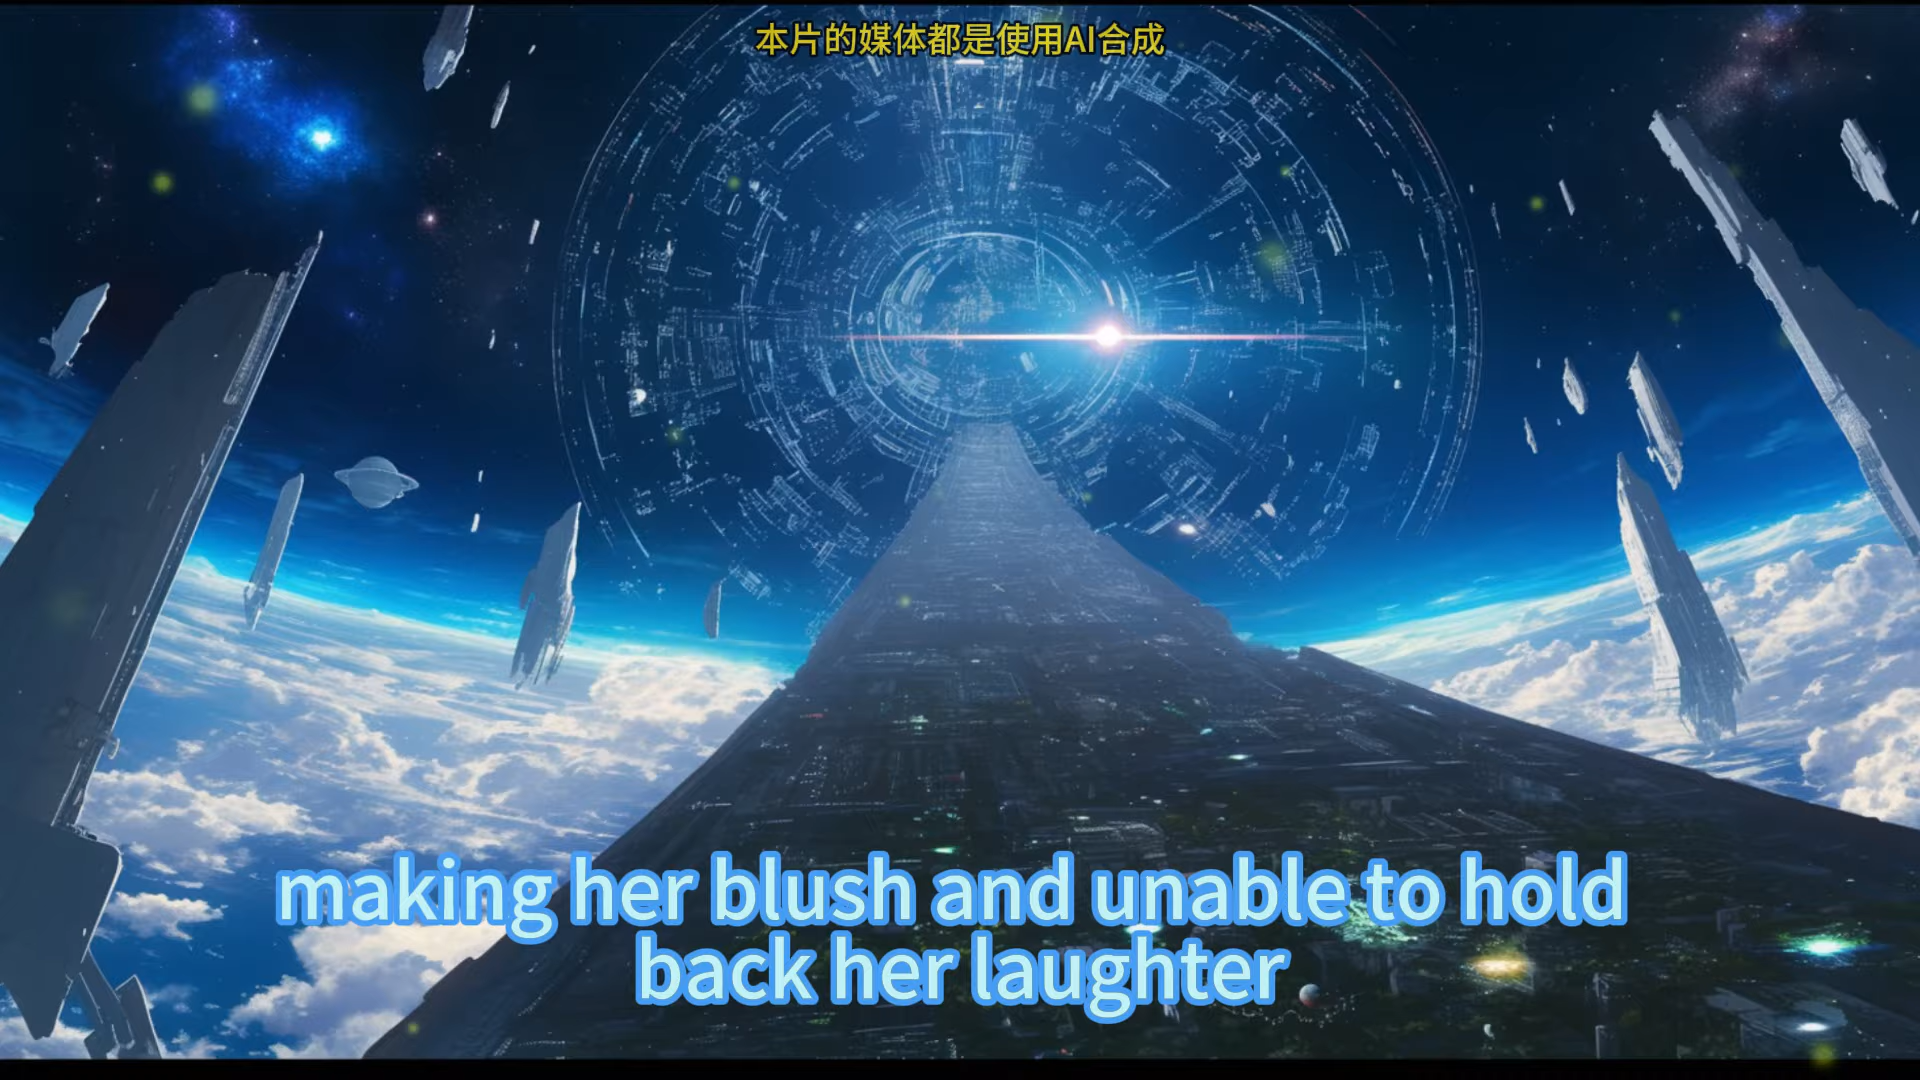 本片的媒体都是使用AI合成
making her blush and unable to hold
back her laughter